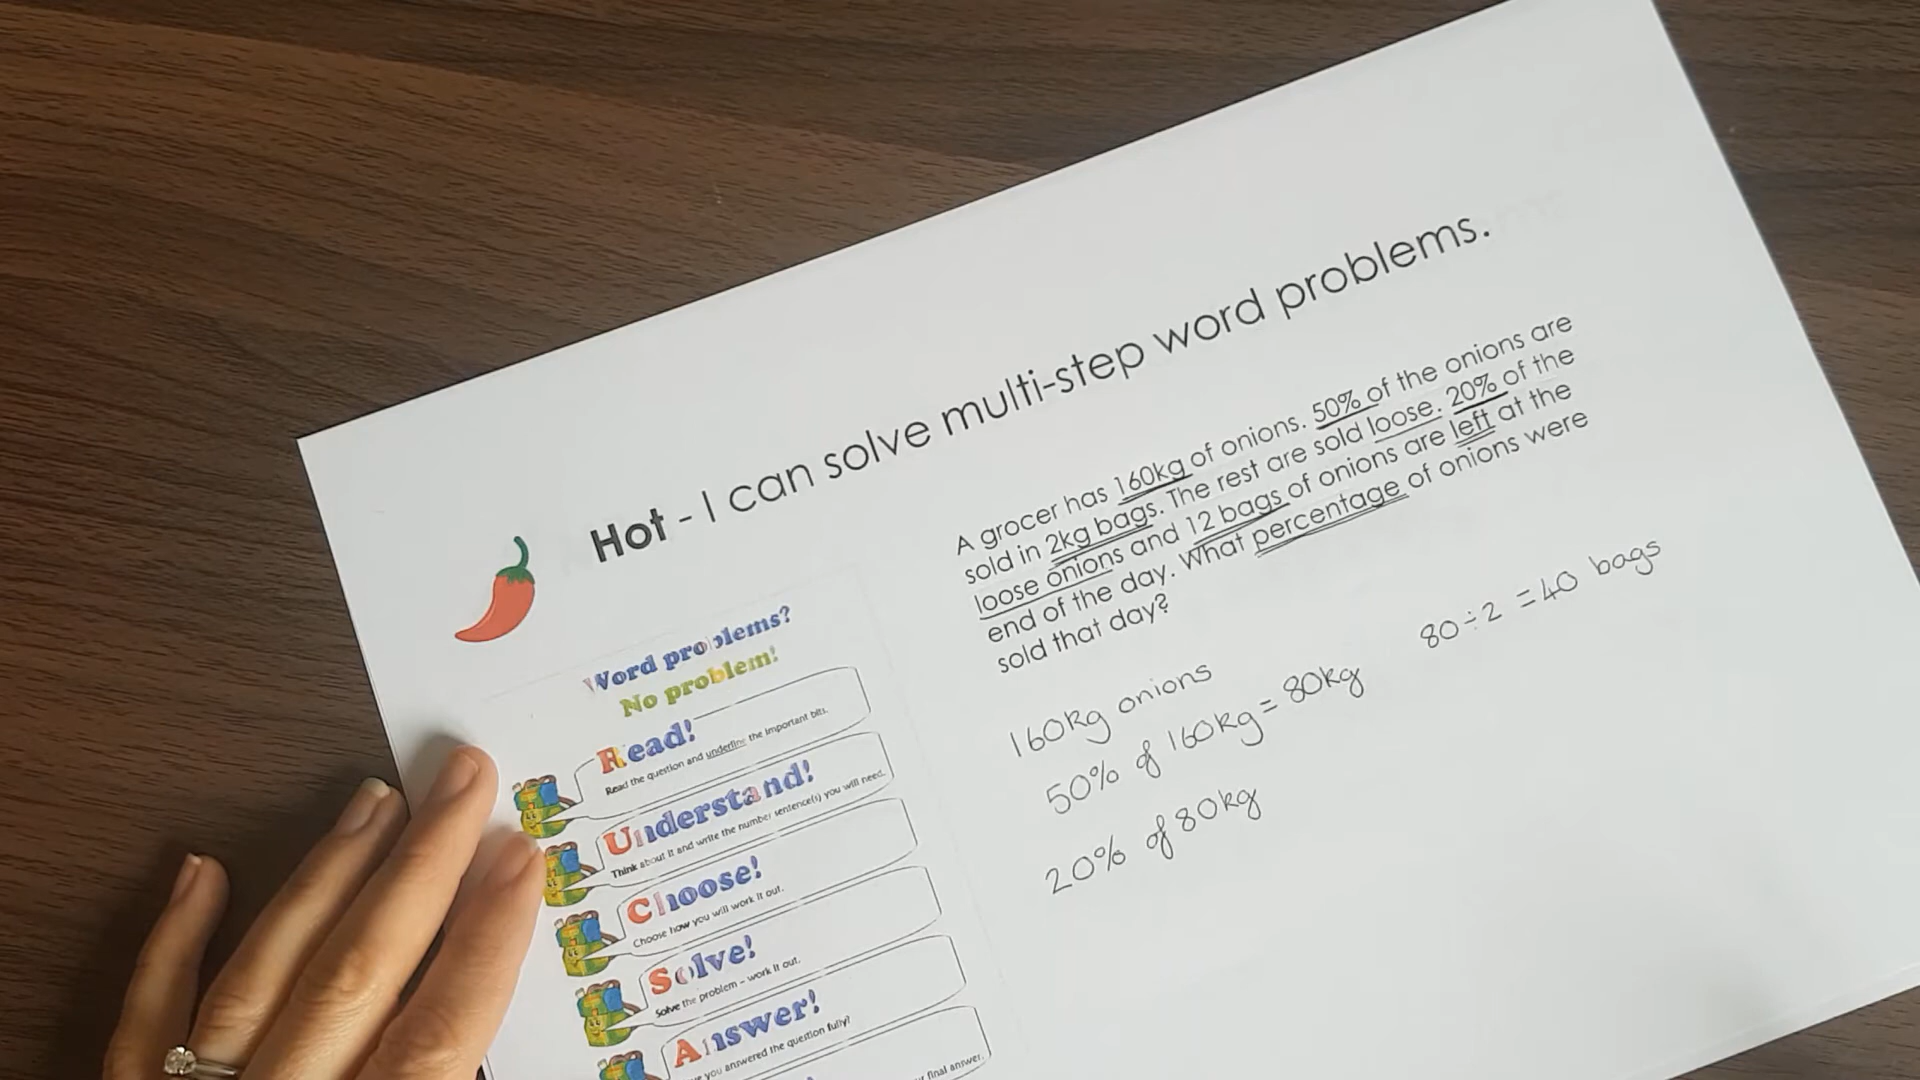 Hot - I can solve multi-step word problems.
A grocer has 160kg of onions. 50% of the onions are
sold in 2kg bags. The rest are sold loose. 20% of the
loose onions and 12 bags of onions are left at the
end of the day. What percentage of onions were
sold that day?
160kg onions
50% of 160kg = 80kg
80÷2 = 40 bags
20% of 80kg
Word problems?
No problem!
Read!
Read the question and underline the important bits.
Understand!
Think about it and write the number sentence(s) you will need.
Choose!
Choose how you will work it out.
Solve!
Solve the problem – work it out.
Answer!
you answered the question fully?
final answer.